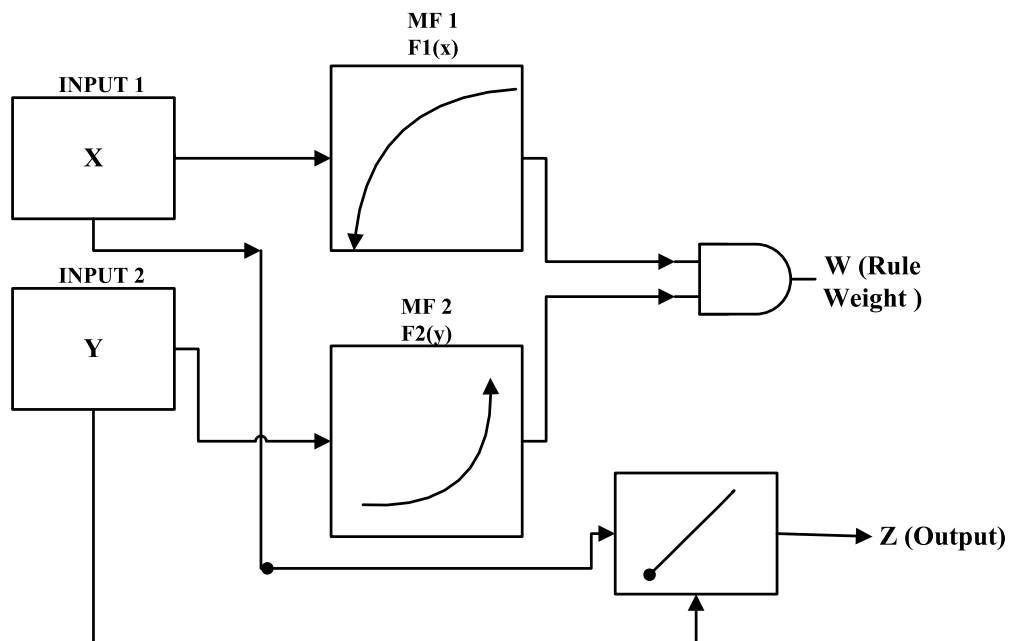 MF 1
F1(x)
INPUT 1
X
INPUT 2
Y
MF 2
F2(y)
W (Rule
Weight )
Z (Output)